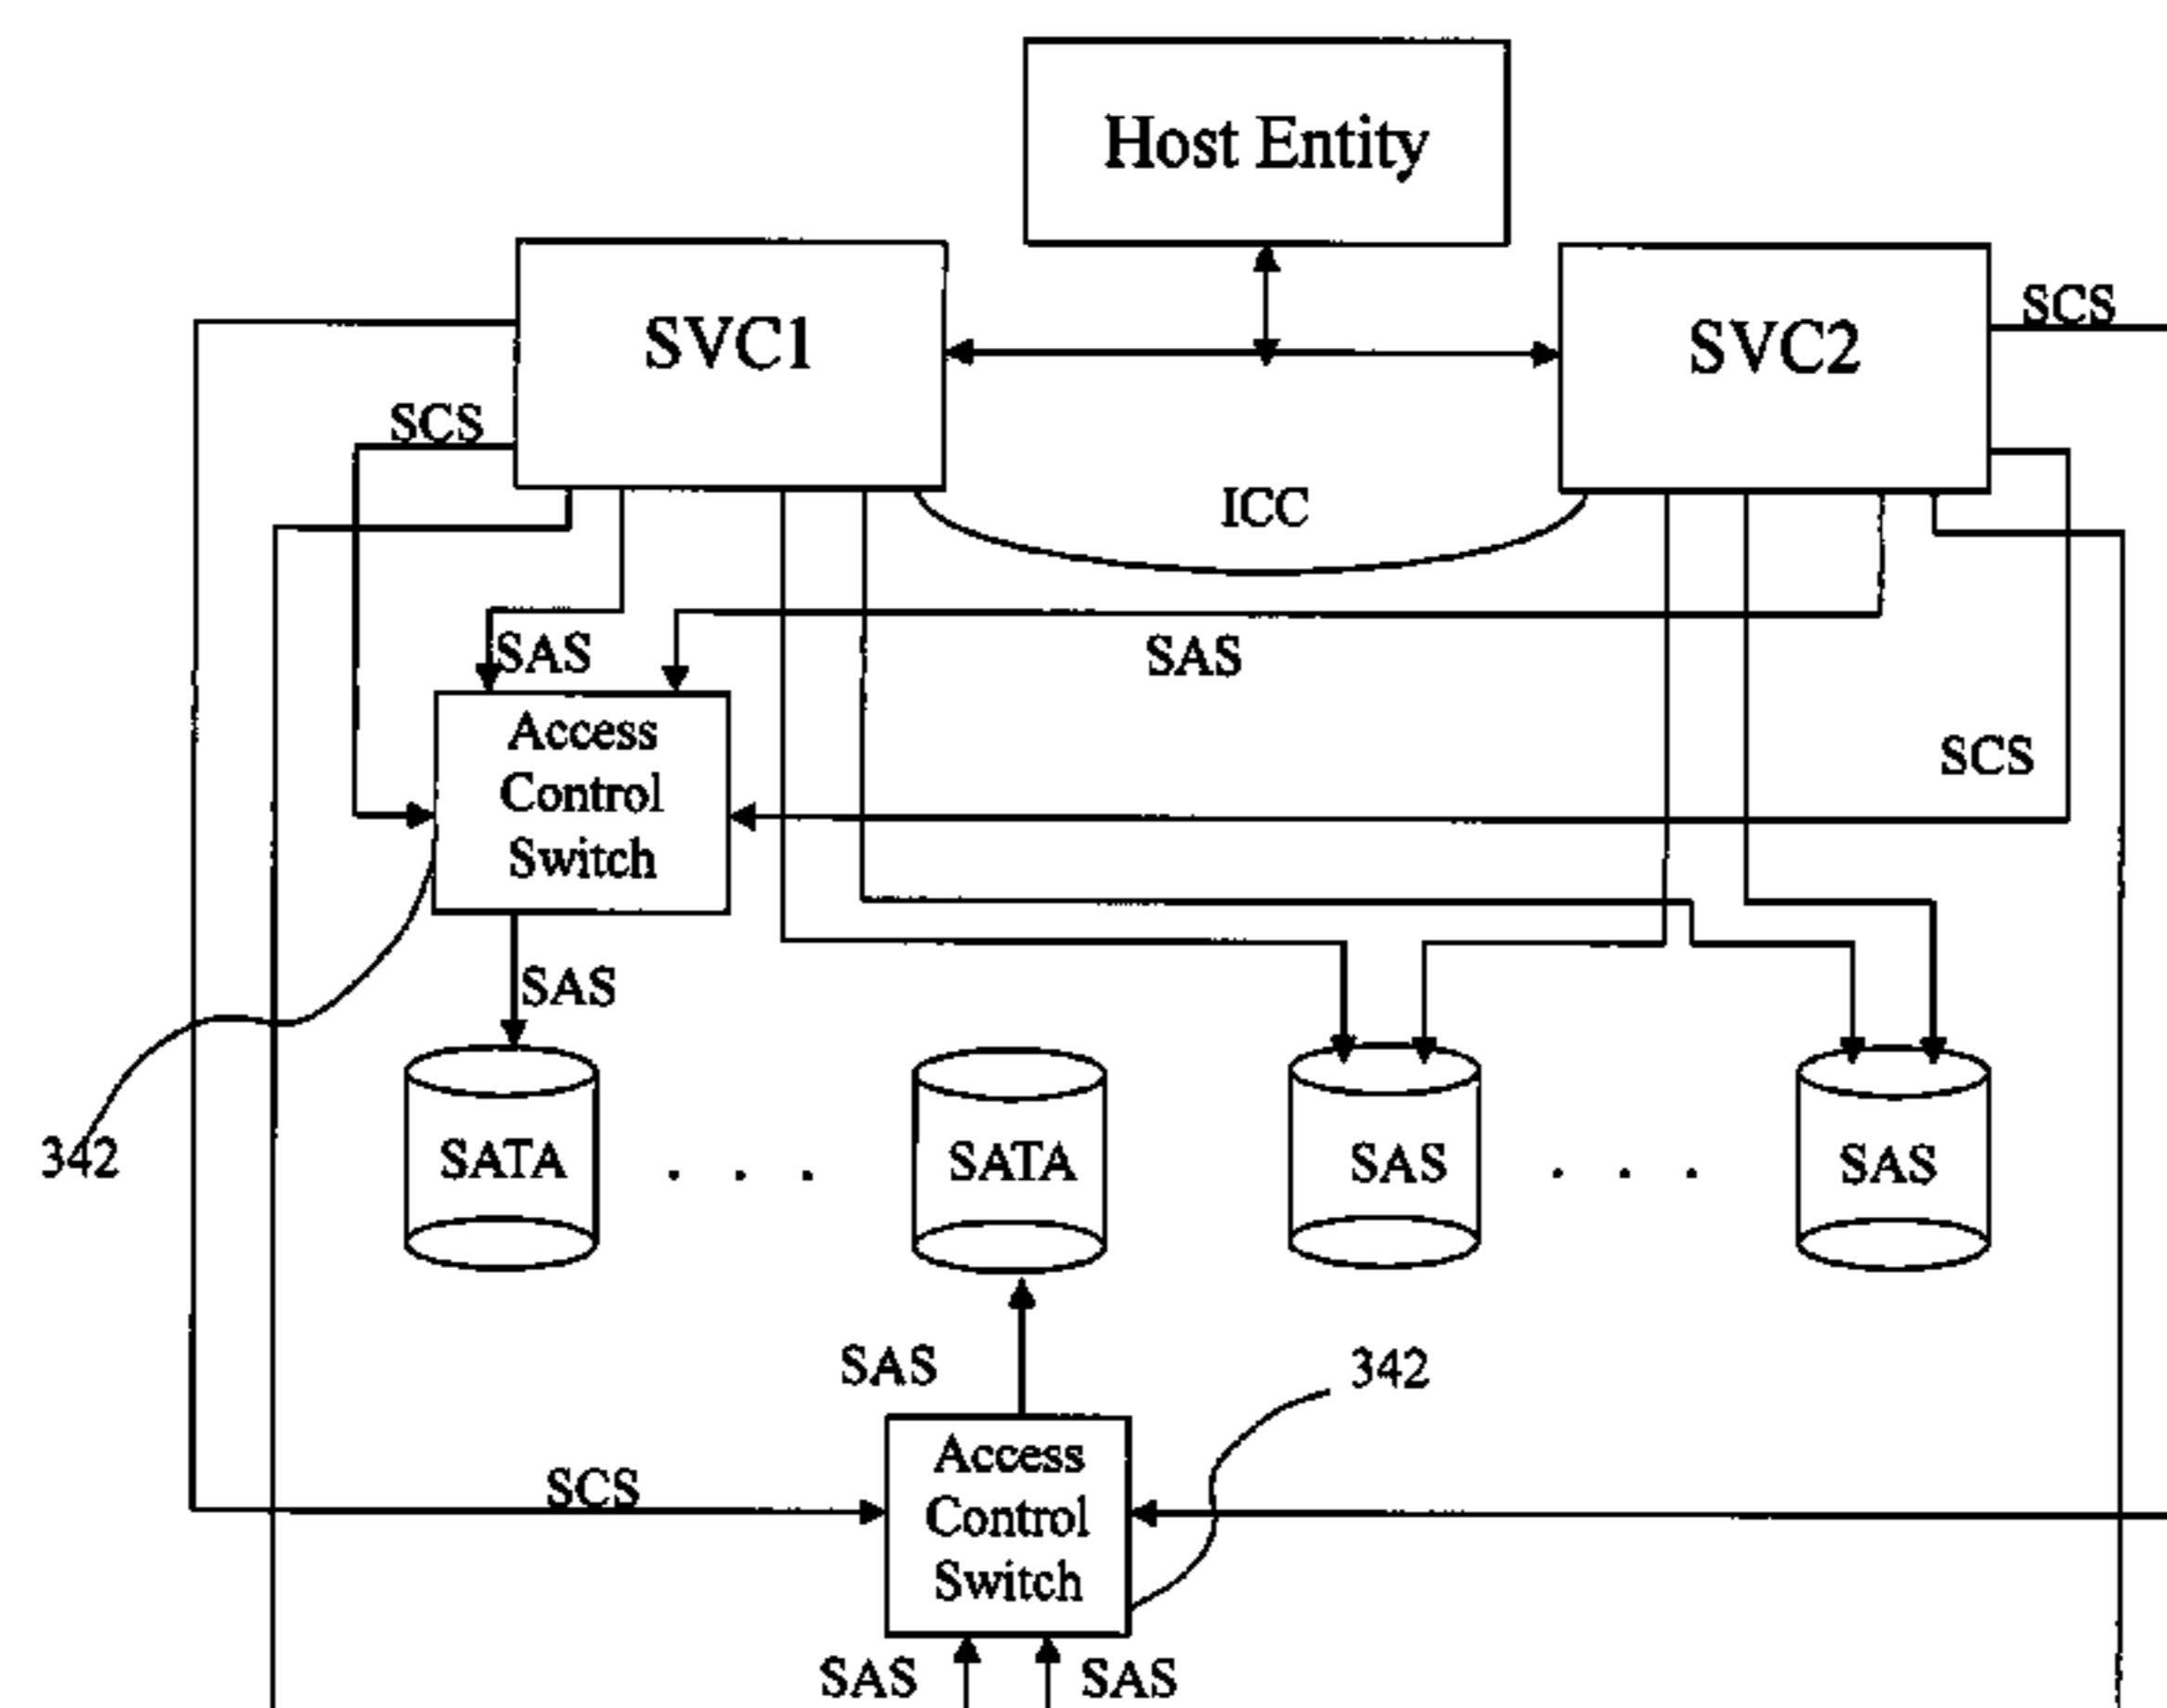 Host Entity
SVC1
SVC2
SCS
SCS
ICC
SAS
SAS
Access
Control
Switch
SCS
SAS
342
SATA
. . .
SATA
SAS
. . .
SAS
SAS
342
SCS
Access
Control
Switch
SAS
SAS